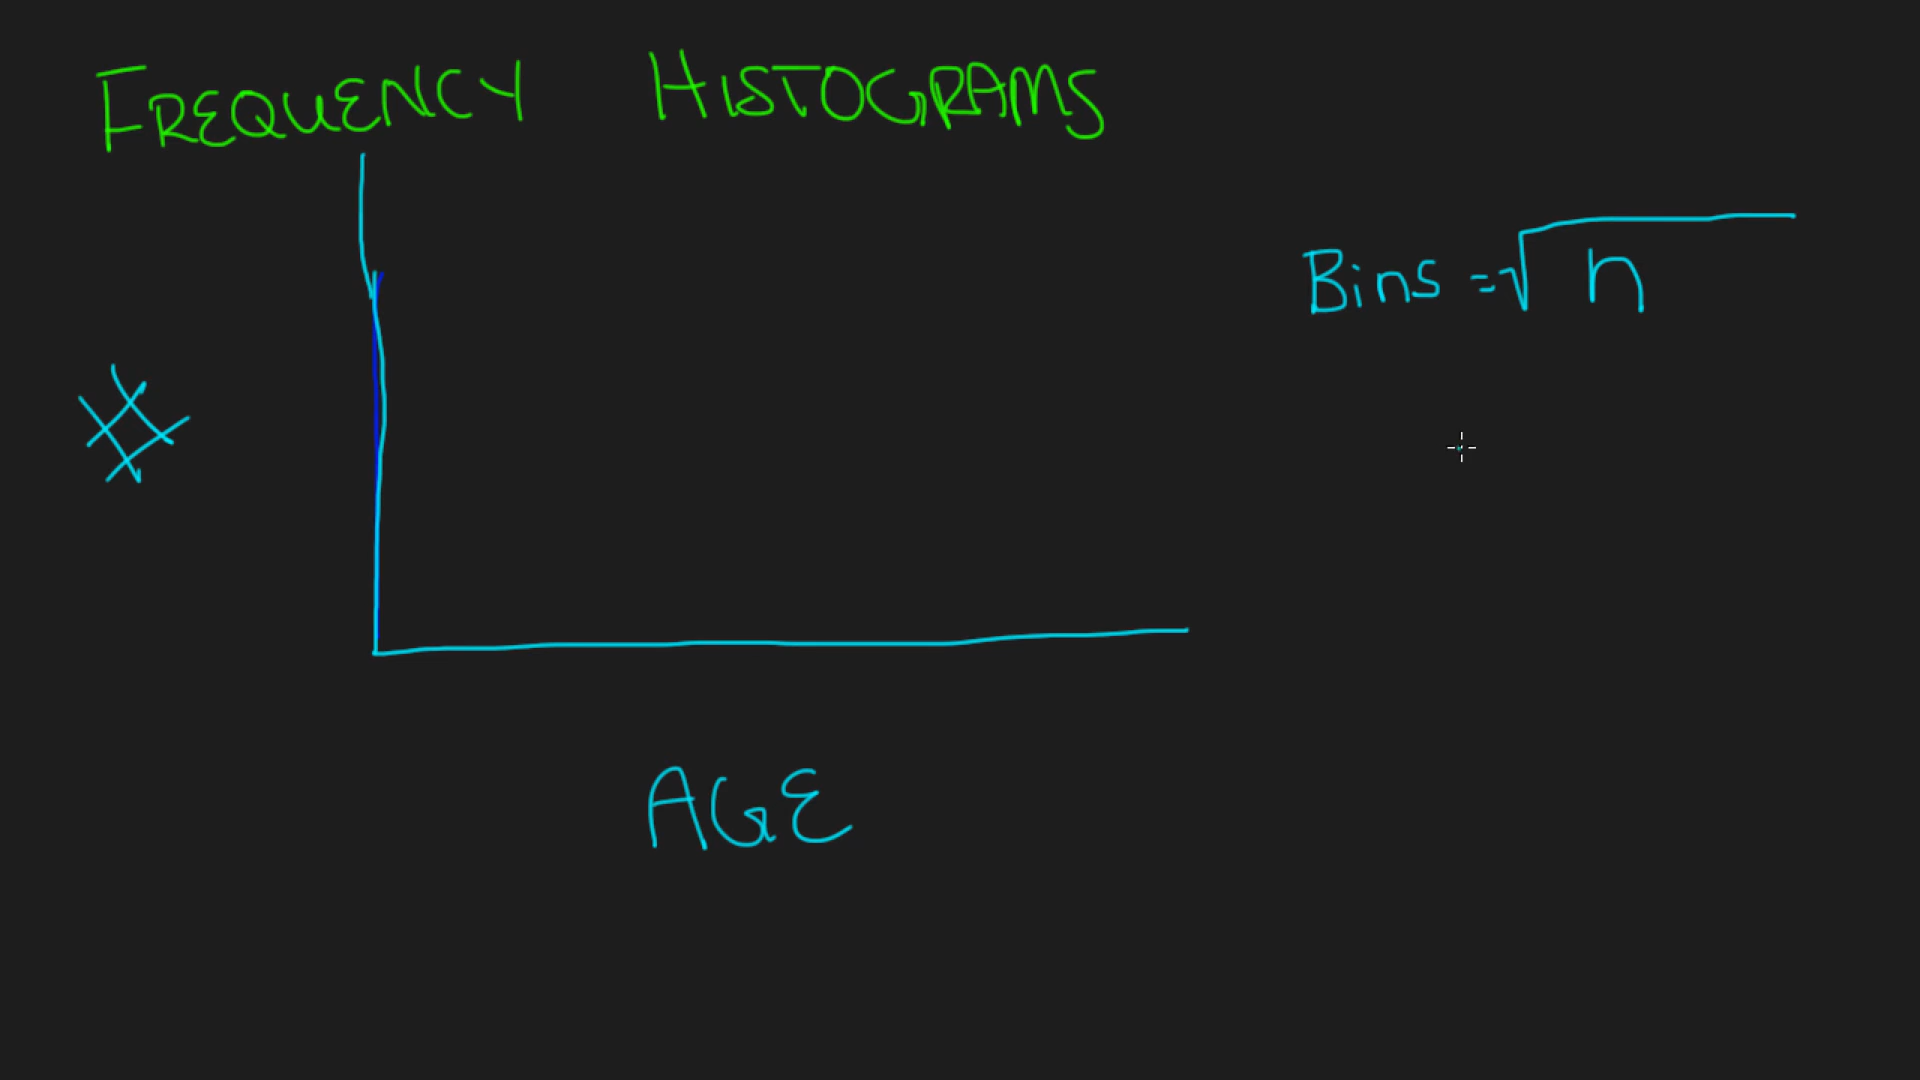 FREQUENCY HISTOGRAMS
Bins = √n
#
AGE